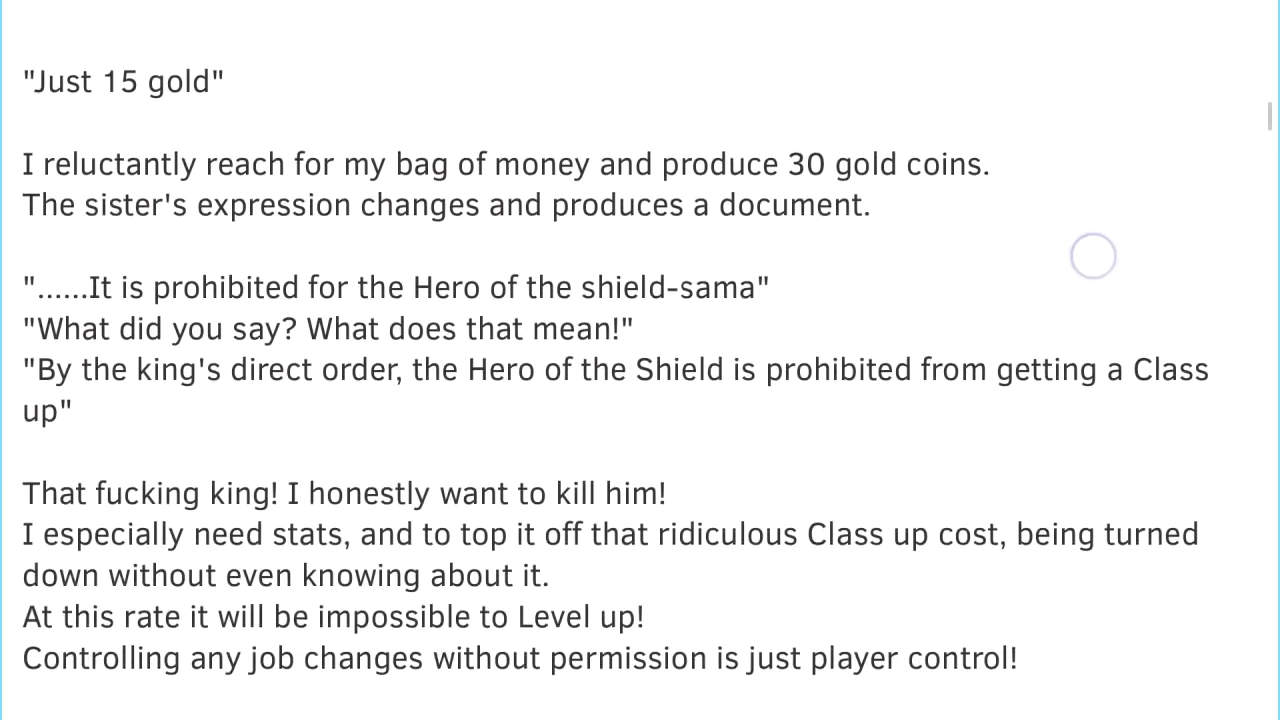 "Just 15 gold"
I reluctantly reach for my bag of money and produce 30 gold coins.
The sister's expression changes and produces a document.
"......It is prohibited for the Hero of the shield-sama"
"What did you say? What does that mean!"
"By the king's direct order, the Hero of the Shield is prohibited from getting a Class
up"
That fucking king! I honestly want to kill him!
I especially need stats, and to top it off that ridiculous Class up cost, being turned
down without even knowing about it.
At this rate it will be impossible to Level up!
Controlling any job changes without permission is just player control!